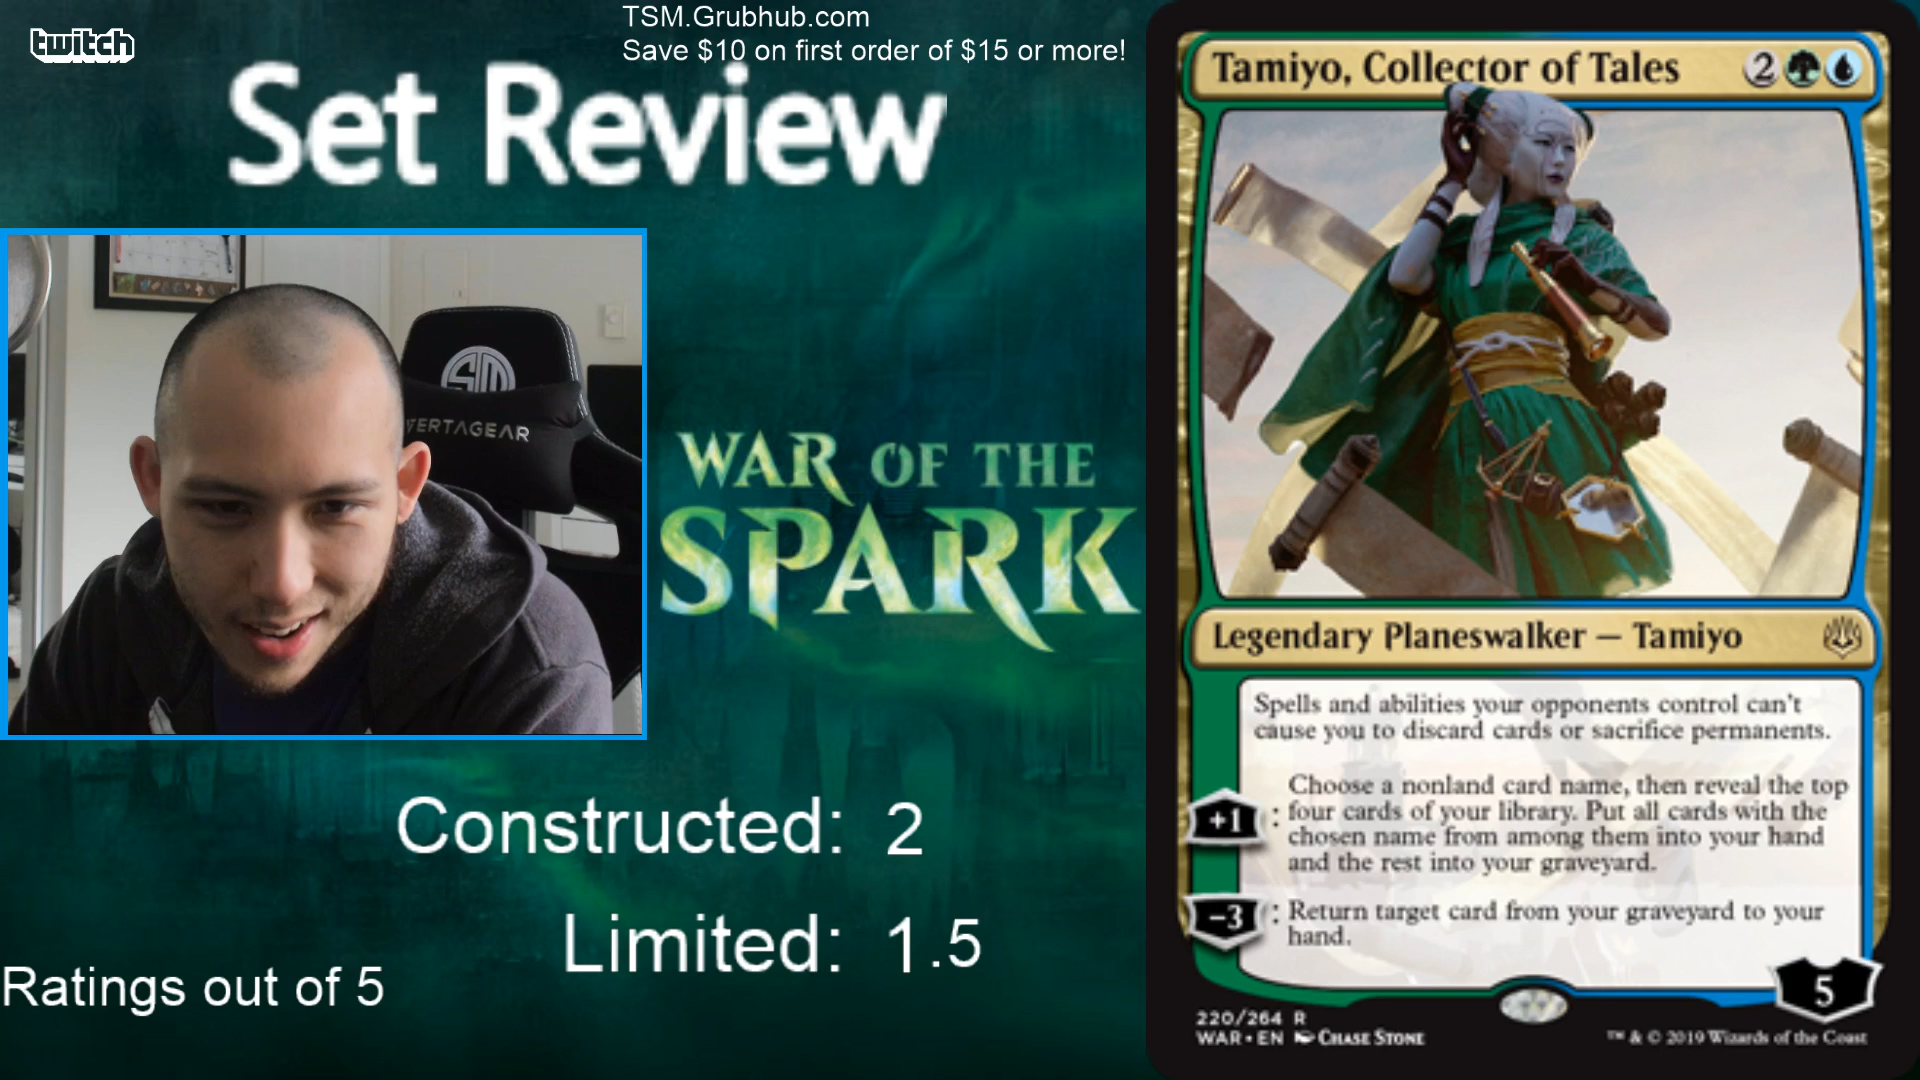 twitch
TSM.Grubhub.com
Save $10 on first order of $15 or more!
Set Review
VERTAGEAR
WAR OF THE
SPARK
Constructed: 2
Limited: 1.5
Ratings out of 5
Tamiyo, Collector of Tales 2
Legendary Planeswalker — Tamiyo
Spells and abilities your opponents control can't
cause you to discard cards or sacrifice permanents.
Choose a nonland card name, then reveal the top
+1 : four cards of your library. Put all cards with the
chosen name from among them into your hand
and the rest into your graveyard.
−3 : Return target card from your graveyard to your
hand.
5
220/264 R
WAR • EN CHASE STONE
™ & © 2019 Wizards of the Coast